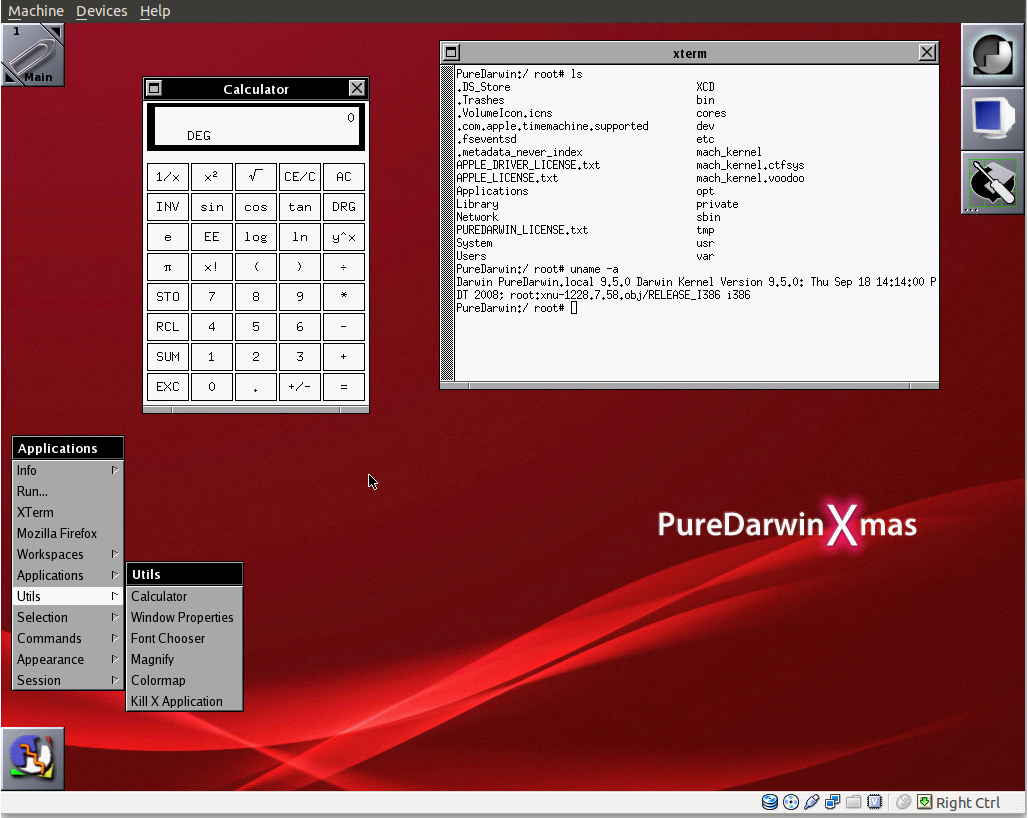 Machine Devices Help
1
Main
Calculator
0
DEG
1/x x² √ CE/C AC
INV sin cos tan DRG
e EE log ln y^x
π x! ( ) ÷
STO 7 8 9 *
RCL 4 5 6 -
SUM 1 2 3 +
EXC 0 . +/- =
xterm
PureDarwin:/ root# ls
.DS_Store XCD
.Trashes bin
.VolumeIcon.icns cores
.com.apple.timemachine.supported dev
.fseventsd etc
.metadata_never_index mach_kernel
APPLE_DRIVER_LICENSE.txt mach_kernel.ctfsys
APPLE_LICENSE.txt mach_kernel.voodoo
Applications opt
Library private
Network sbin
PUREDARWIN_LICENSE.txt tmp
System usr
Users var
PureDarwin:/ root# uname -a
Darwin PureDarwin.local 9.5.0 Darwin Kernel Version 9.5.0: Thu Sep 18 14:14:00 P
DT 2008; root:xnu-1228.7.58.obj/RELEASE_I386 i386
PureDarwin:/ root#
Applications
Info
Run...
XTerm
Mozilla Firefox
Workspaces
Applications
Utils
Selection
Commands
Appearance
Session
Utils
Calculator
Window Properties
Font Chooser
Magnify
Colormap
Kill X Application
PureDarwinXmas
Right Ctrl